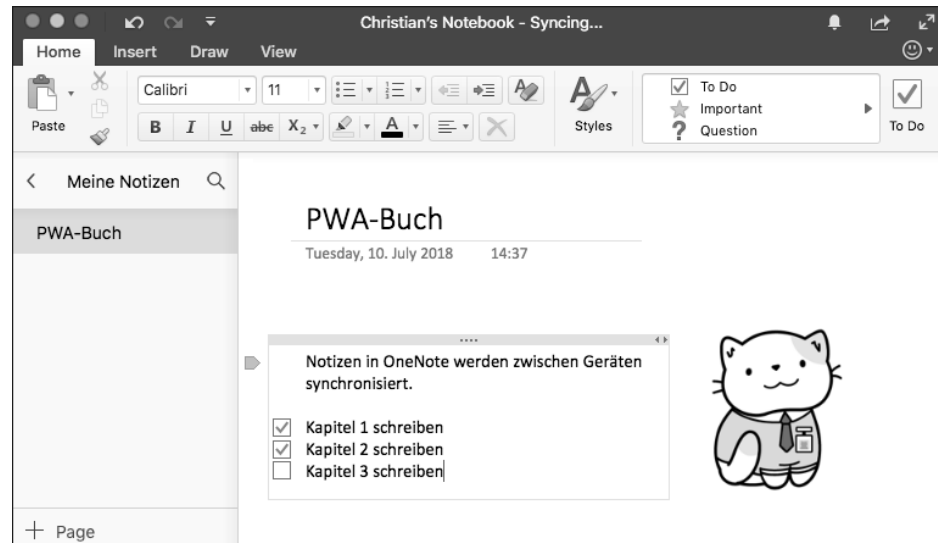 Christian's Notebook - Syncing...
Home Insert Draw View
Paste
Calibri 11
B I U abc X₂ A
Styles
To Do
Important
Question
To Do
Meine Notizen
PWA-Buch
+ Page
PWA-Buch
Tuesday, 10. July 2018 14:37
Notizen in OneNote werden zwischen Geräten
synchronisiert.
Kapitel 1 schreiben
Kapitel 2 schreiben
Kapitel 3 schreiben